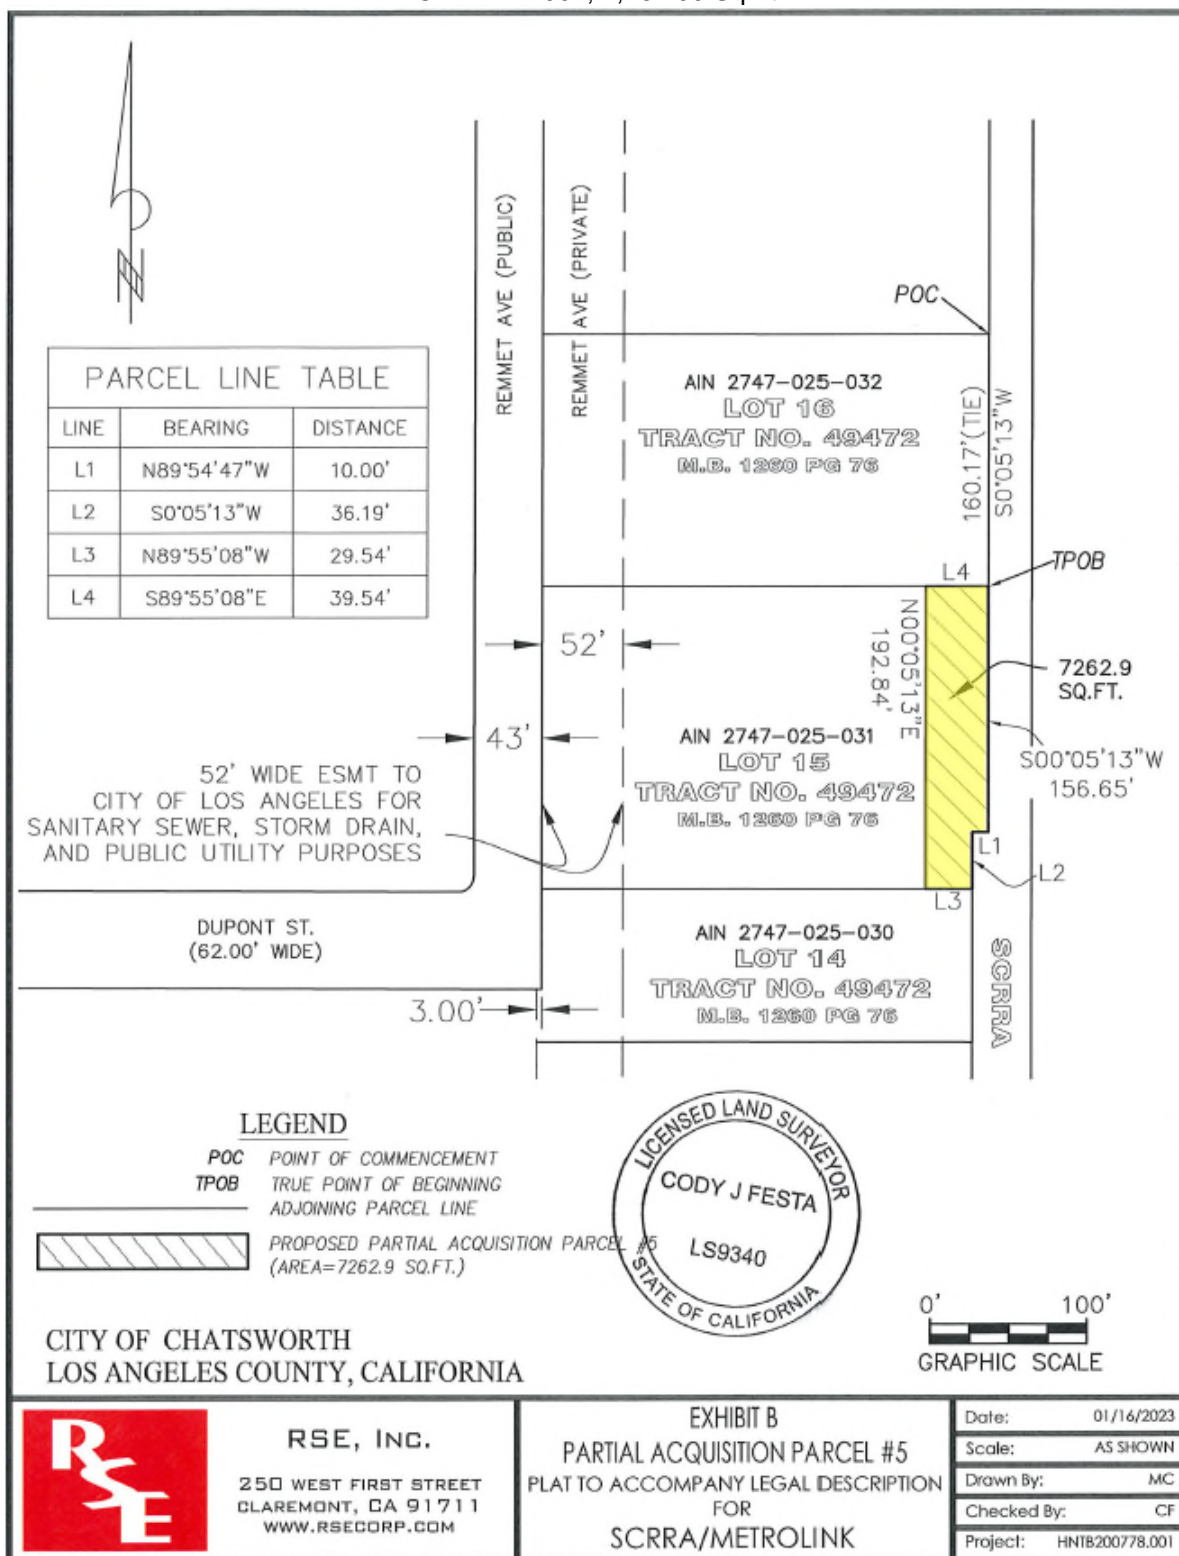 N
REMMET AVE (PUBLIC)
REMMET AVE (PRIVATE)
POC
PARCEL LINE TABLE
LINE BEARING DISTANCE
L1 N89°54'47"W 10.00'
L2 S0°05'13"W 36.19'
L3 N89°55'08"W 29.54'
L4 S89°55'08"E 39.54'
AIN 2747-025-032
LOT 16
TRACT NO. 49472
M.B. 1260 PG 76
160.17'(TIE)
S0°05'13"W
L4
TPOB
52'
43'
N00°05'13"E
192.84'
7262.9
SQ.FT.
S00°05'13"W
156.65'
AIN 2747-025-031
LOT 15
TRACT NO. 49472
M.B. 1260 PG 76
52' WIDE ESMT TO
CITY OF LOS ANGELES FOR
SANITARY SEWER, STORM DRAIN,
AND PUBLIC UTILITY PURPOSES
L1
L2
L3
DUPONT ST.
(62.00' WIDE)
AIN 2747-025-030
LOT 14
TRACT NO. 49472
M.B. 1260 PG 76
SCRRA
3.00'
LEGEND
POC POINT OF COMMENCEMENT
TPOB TRUE POINT OF BEGINNING
ADJOINING PARCEL LINE
PROPOSED PARTIAL ACQUISITION PARCEL #5
(AREA=7262.9 SQ.FT.)
LICENSED LAND SURVEYOR
CODY J FESTA
LS9340
STATE OF CALIFORNIA
0' 100'
GRAPHIC SCALE
CITY OF CHATSWORTH
LOS ANGELES COUNTY, CALIFORNIA
RSE
RSE, INC.
250 WEST FIRST STREET
CLAREMONT, CA 91711
WWW.RSECORP.COM
EXHIBIT B
PARTIAL ACQUISITION PARCEL #5
PLAT TO ACCOMPANY LEGAL DESCRIPTION
FOR
SCRRA/METROLINK
Date: 01/16/2023
Scale: AS SHOWN
Drawn By: MC
Checked By: CF
Project: HNTB200778.001